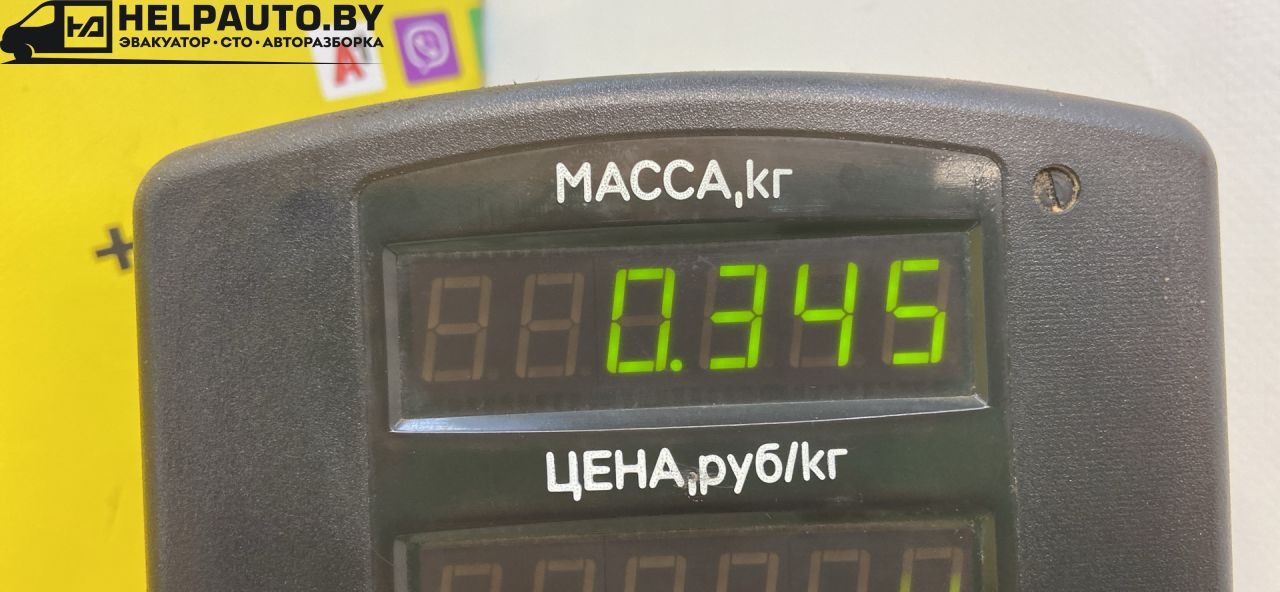 HELPAUTO.BY
ЭВАКУАТОР · СТО · АВТОРАЗБОРКА
МАССА,кг
0.345
ЦЕНА,руб/кг